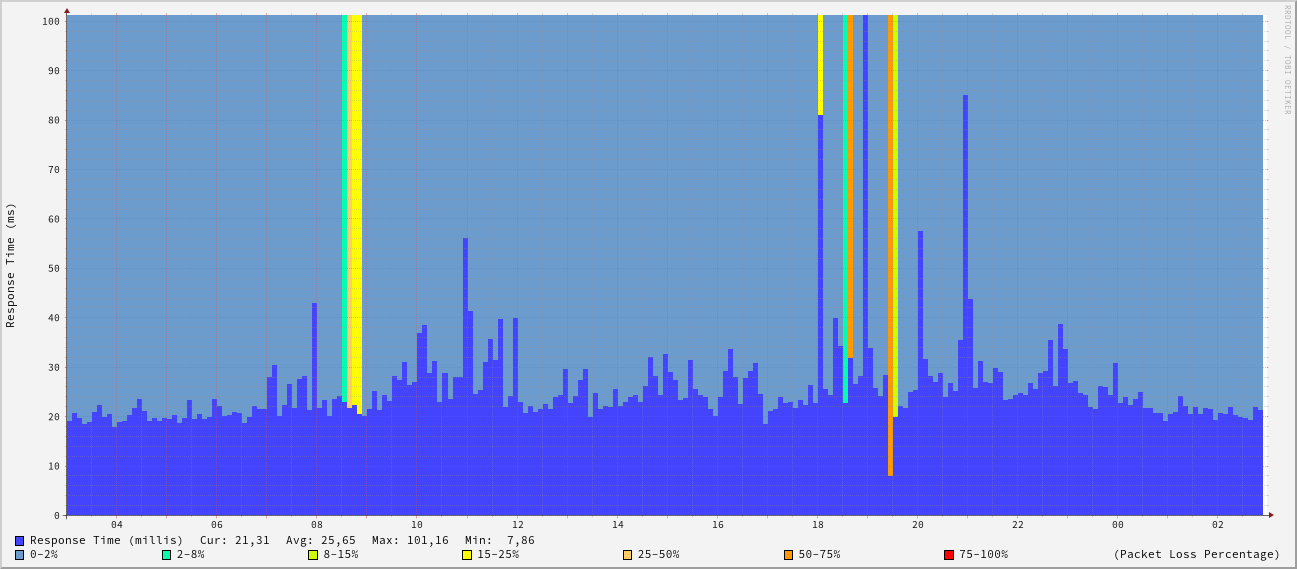 RRDTOOL / TOBI OETIKER
Response Time (ms)
100
90
80
70
60
50
40
30
20
10
0
04 06 08 10 12 14 16 18 20 22 00 02
Response Time (millis) Cur: 21,31 Avg: 25,65 Max: 101,16 Min: 7,86
0-2% 2-8% 8-15% 15-25% 25-50% 50-75% 75-100% (Packet Loss Percentage)